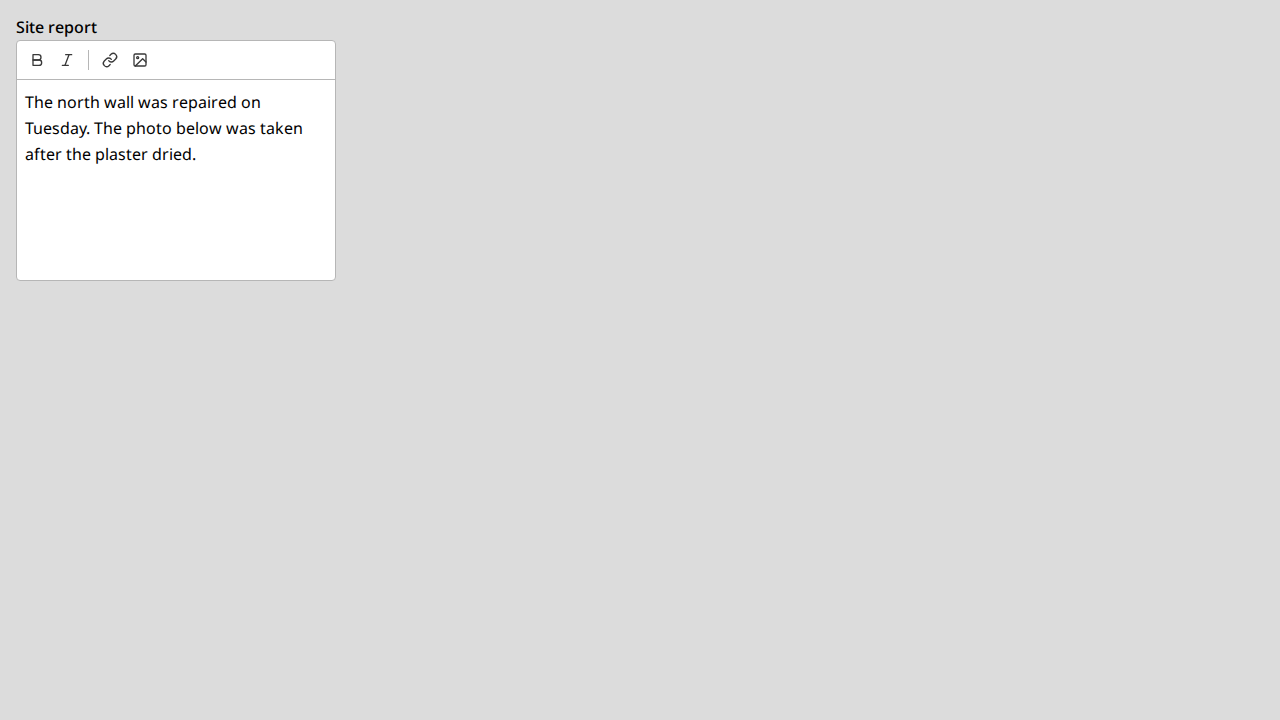 Site report
The north wall was repaired on
Tuesday. The photo below was taken
after the plaster dried.